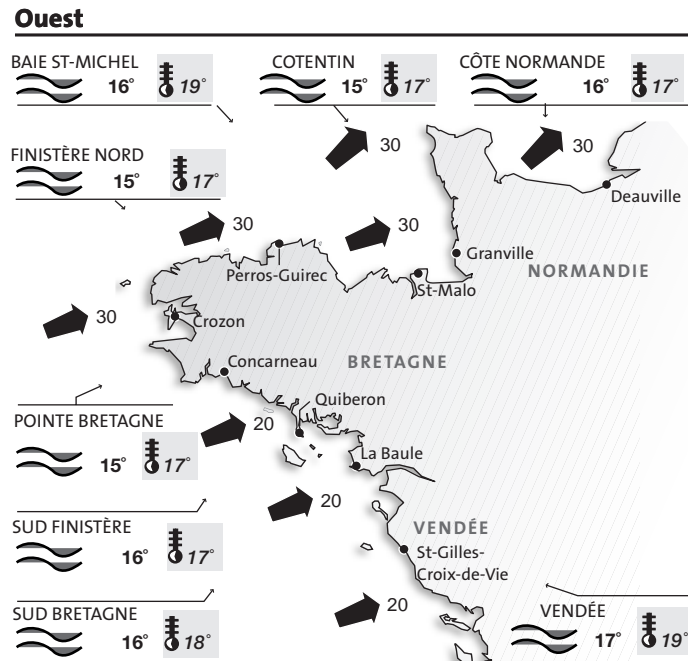 Ouest
BAIE ST-MICHEL
16° 19°
COTENTIN
15° 17°
CÔTE NORMANDE
16° 17°
30
30
FINISTÈRE NORD
15° 17°
Deauville
30
30
Granville
NORMANDIE
Perros-Guirec
St-Malo
30
Crozon
Concarneau
BRETAGNE
Quiberon
POINTE BRETAGNE
15° 17°
20
La Baule
20
SUD FINISTÈRE
16° 17°
VENDÉE
St-Gilles-
Croix-de-Vie
20
SUD BRETAGNE
16° 18°
VENDÉE
17° 19°